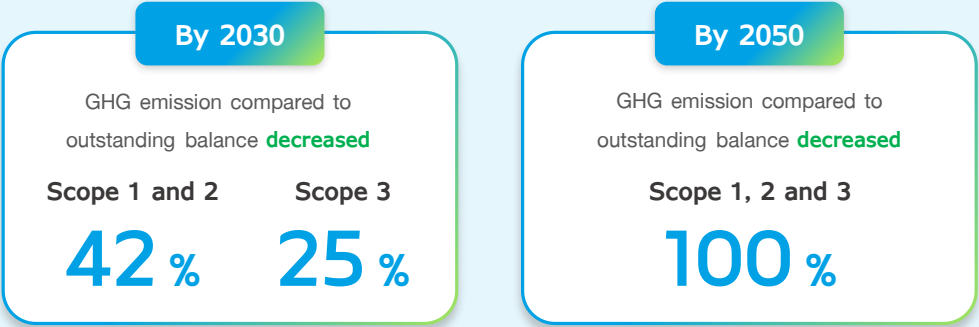 By 2030
GHG emission compared to
outstanding balance decreased
Scope 1 and 2
42 %
Scope 3
25 %
By 2050
GHG emission compared to
outstanding balance decreased
Scope 1, 2 and 3
100 %